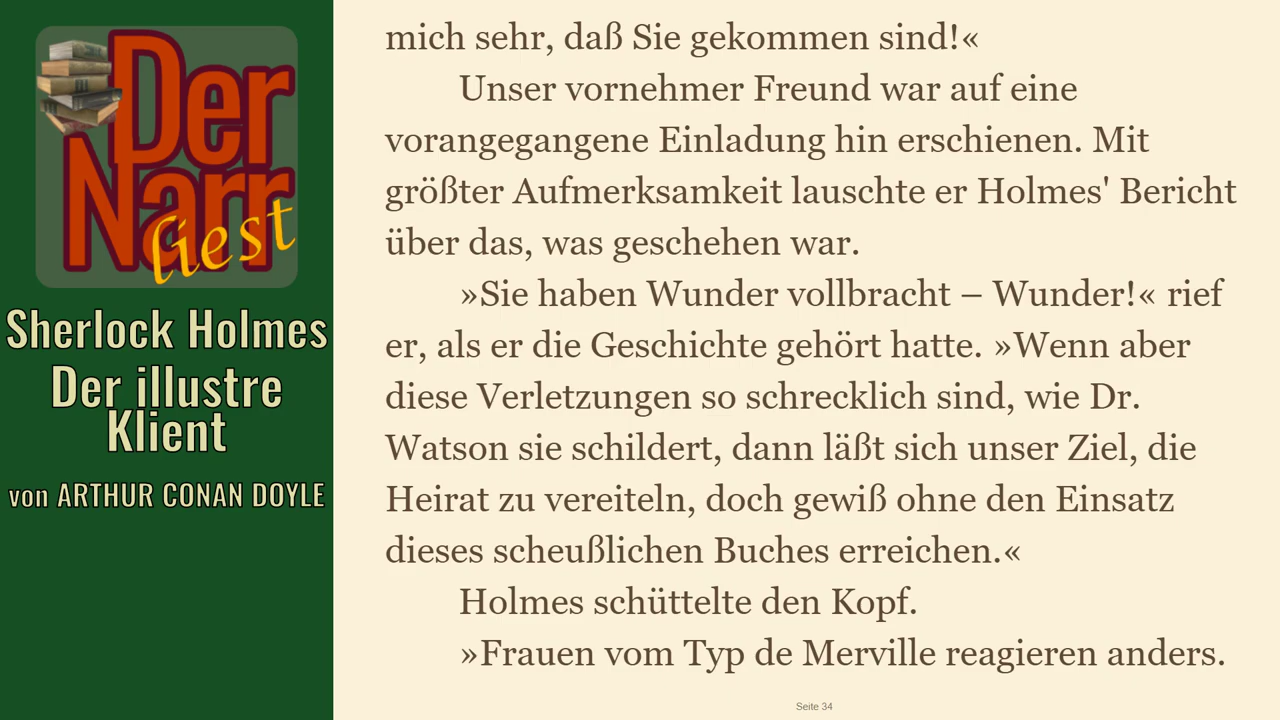 Der
Narr
liest
Sherlock Holmes
Der illustre
Klient
von ARTHUR CONAN DOYLE
mich sehr, daß Sie gekommen sind!«
Unser vornehmer Freund war auf eine
vorangegangene Einladung hin erschienen. Mit
größter Aufmerksamkeit lauschte er Holmes' Bericht
über das, was geschehen war.
»Sie haben Wunder vollbracht – Wunder!« rief
er, als er die Geschichte gehört hatte. »Wenn aber
diese Verletzungen so schrecklich sind, wie Dr.
Watson sie schildert, dann läßt sich unser Ziel, die
Heirat zu vereiteln, doch gewiß ohne den Einsatz
dieses scheußlichen Buches erreichen.«
Holmes schüttelte den Kopf.
»Frauen vom Typ de Merville reagieren anders.
Seite 34